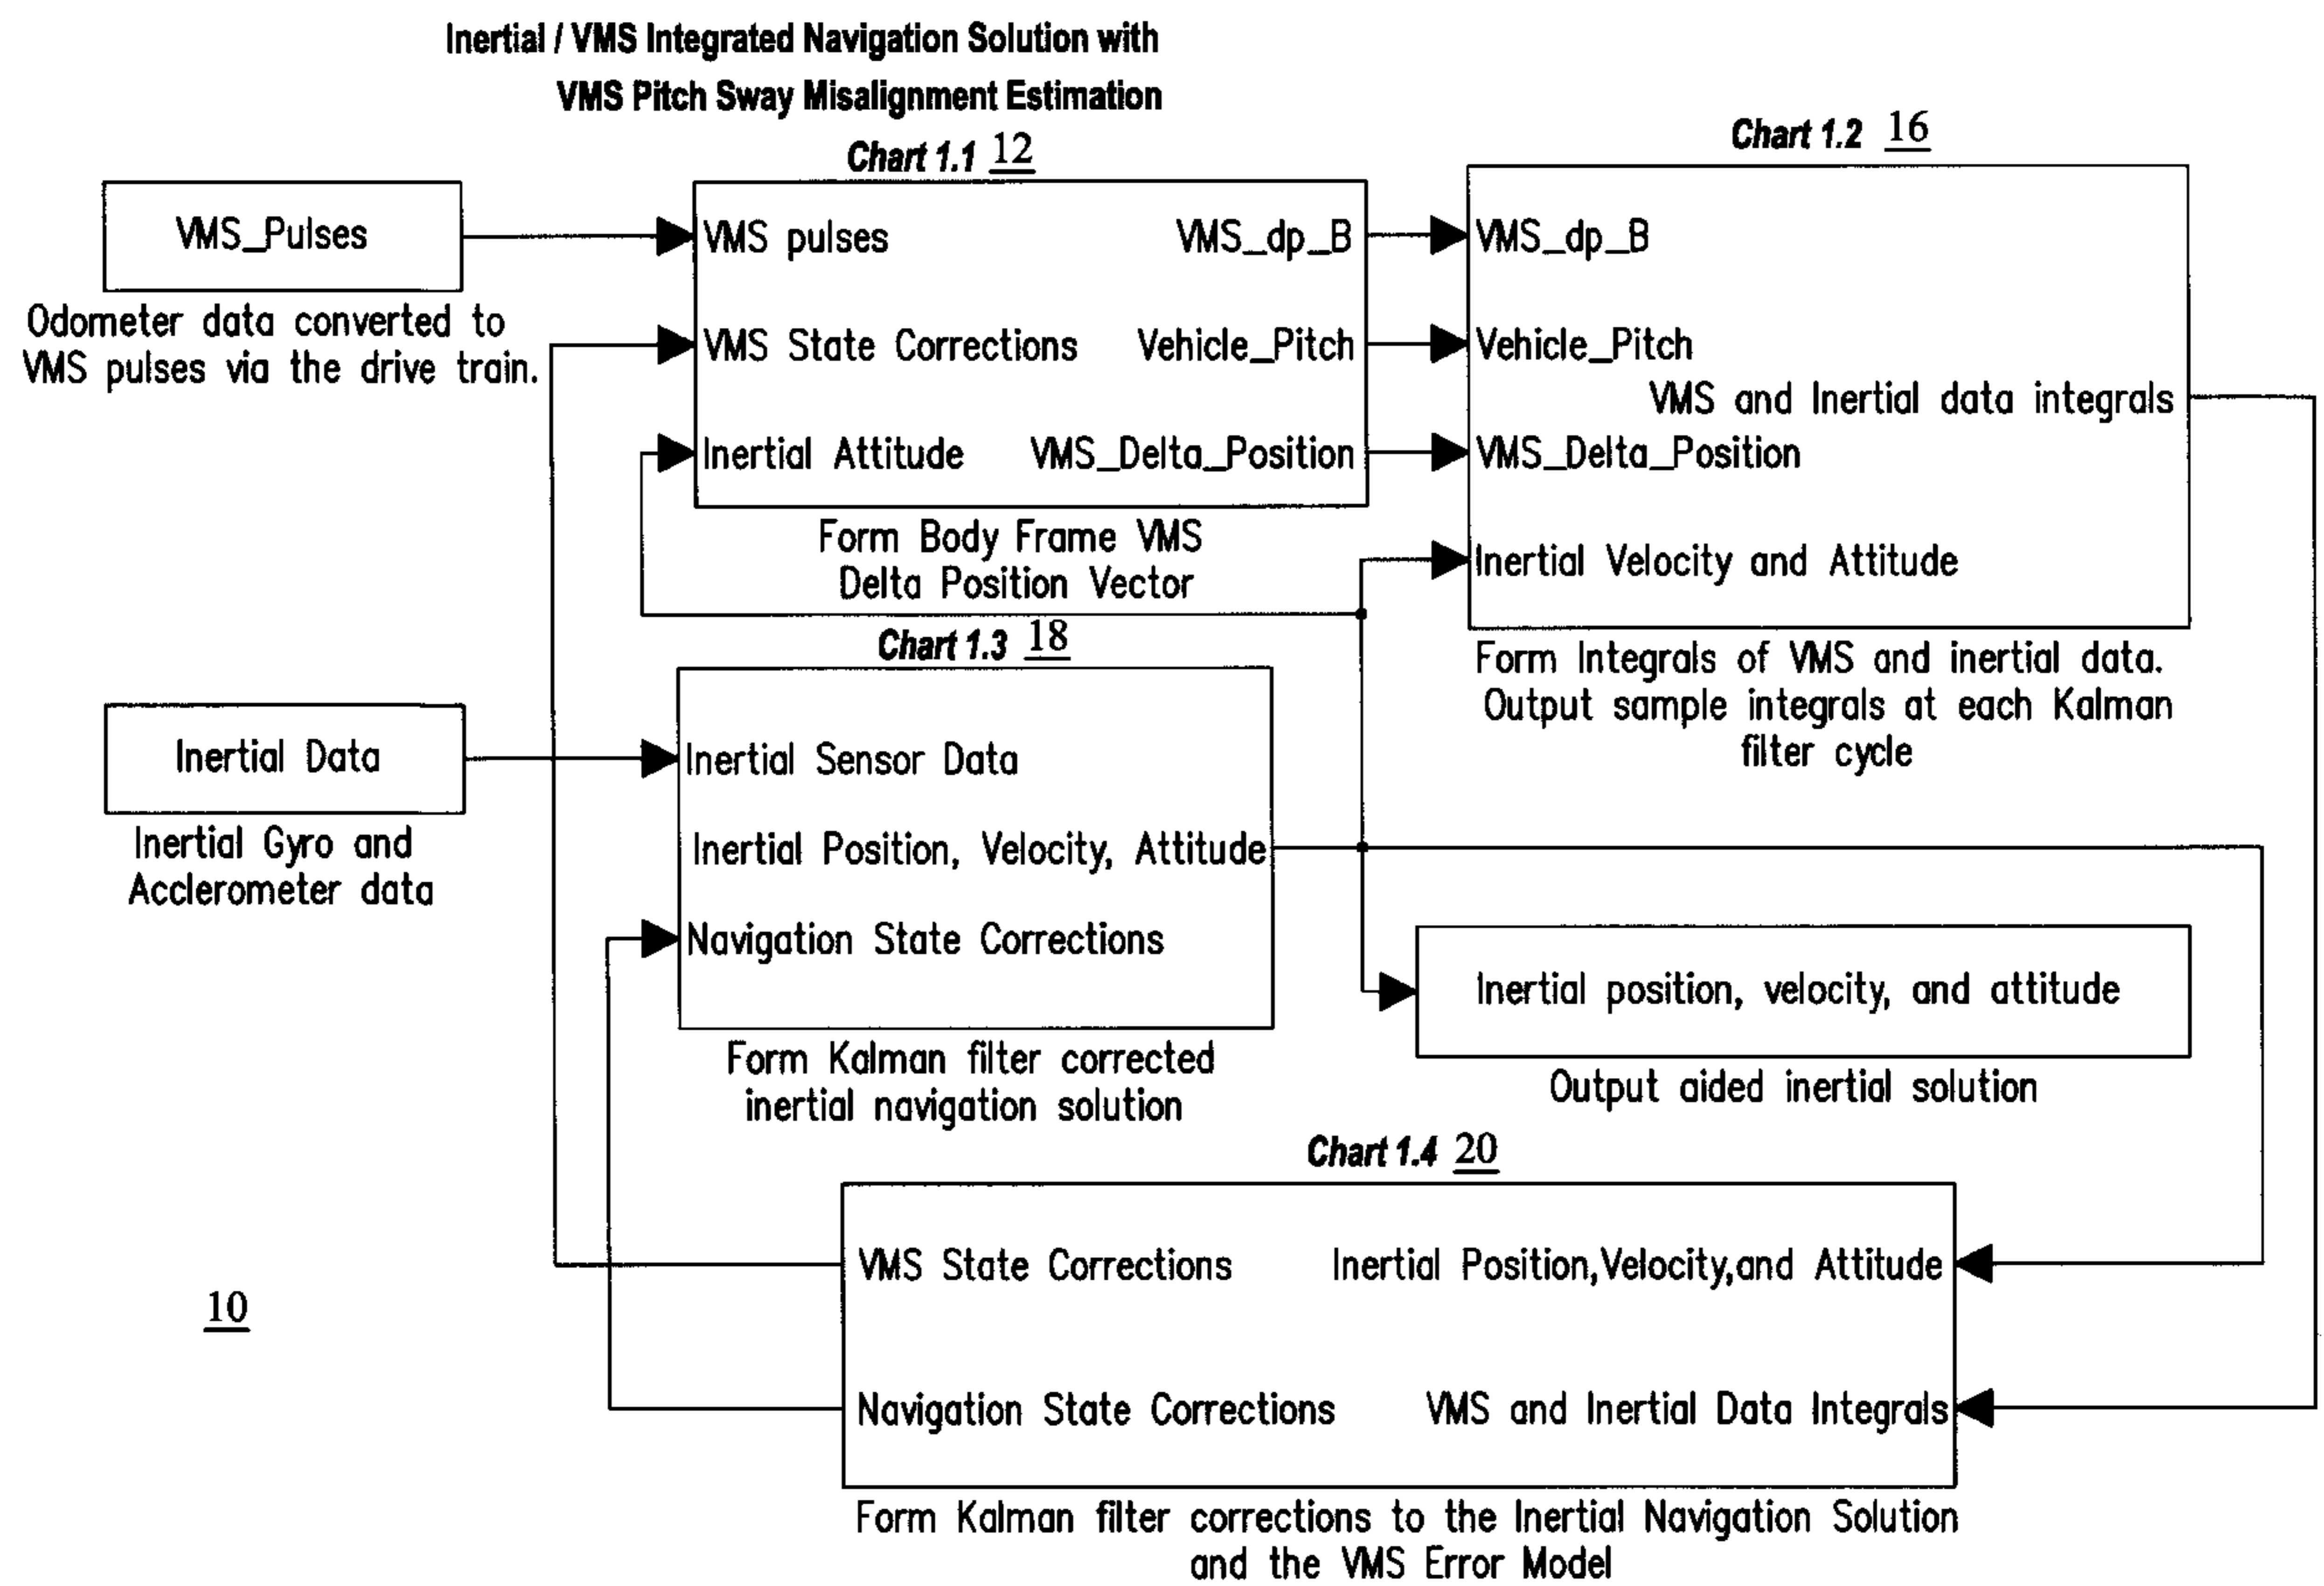 Inertial / VMS Integrated Navigation Solution with
VMS Pitch Sway Misalignment Estimation
Chart 1.1 12
Chart 1.2 16
VMS_Pulses
Odometer data converted to
VMS pulses via the drive train.
VMS pulses
VMS_dp_B
VMS State Corrections
Vehicle_Pitch
Inertial Attitude
VMS_Delta_Position
Form Body Frame VMS
Delta Position Vector
VMS_dp_B
Vehicle_Pitch
VMS and Inertial data integrals
VMS_Delta_Position
Inertial Velocity and Attitude
Form Integrals of VMS and inertial data.
Output sample integrals at each Kalman
filter cycle
Chart 1.3 18
Inertial Data
Inertial Gyro and
Acclerometer data
Inertial Sensor Data
Inertial Position, Velocity, Attitude
Navigation State Corrections
Form Kalman filter corrected
inertial navigation solution
Inertial position, velocity, and attitude
Output aided inertial solution
Chart 1.4 20
VMS State Corrections
Inertial Position,Velocity,and Attitude
Navigation State Corrections
VMS and Inertial Data Integrals
Form Kalman filter corrections to the Inertial Navigation Solution
and the VMS Error Model
10